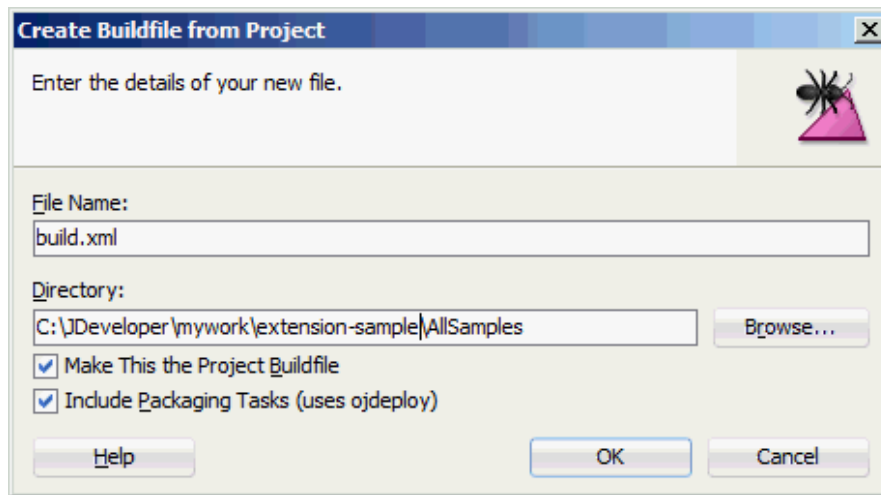 Create Buildfile from Project
Enter the details of your new file.
File Name:
build.xml
Directory:
C:\JDeveloper\mywork\extension-sample\AllSamples
Browse...
Make This the Project Buildfile
Include Packaging Tasks (uses ojdeploy)
Help
OK
Cancel